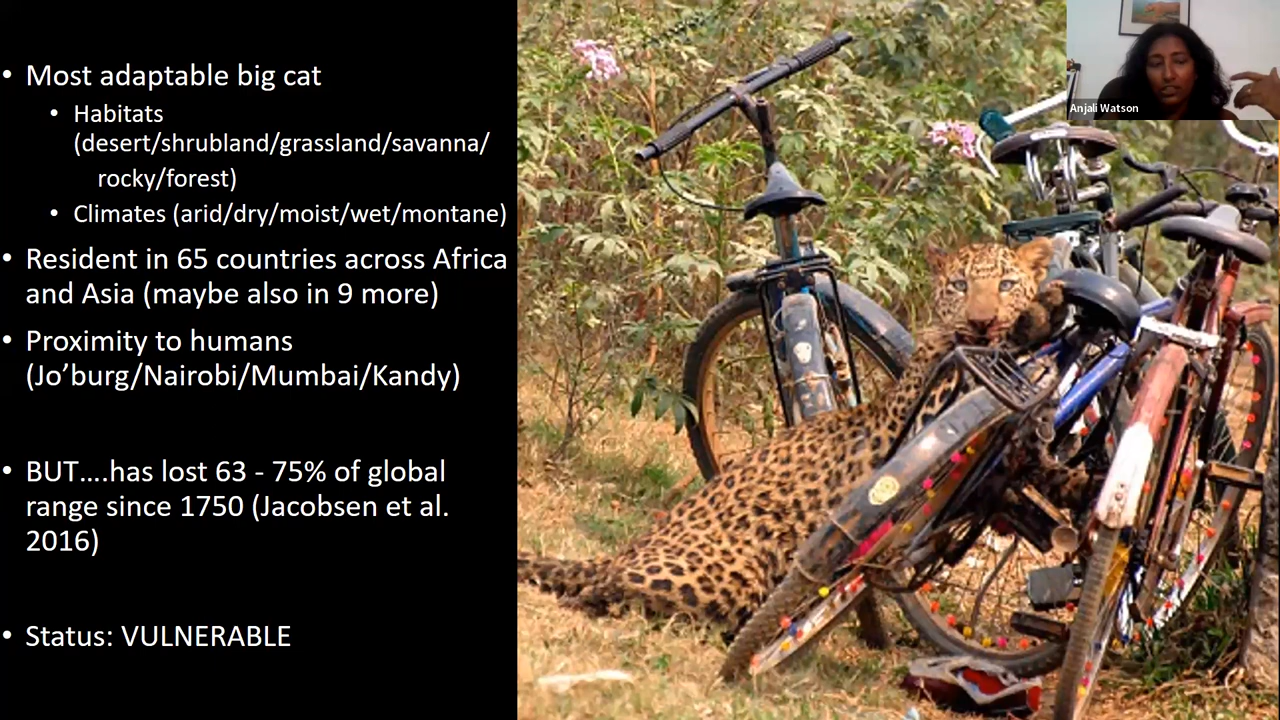 • Most adaptable big cat
• Habitats
(desert/shrubland/grassland/savanna/
rocky/forest)
• Climates (arid/dry/moist/wet/montane)
• Resident in 65 countries across Africa
and Asia (maybe also in 9 more)
• Proximity to humans
(Jo’burg/Nairobi/Mumbai/Kandy)
• BUT....has lost 63 - 75% of global
range since 1750 (Jacobsen et al.
2016)
• Status: VULNERABLE
Anjali Watson